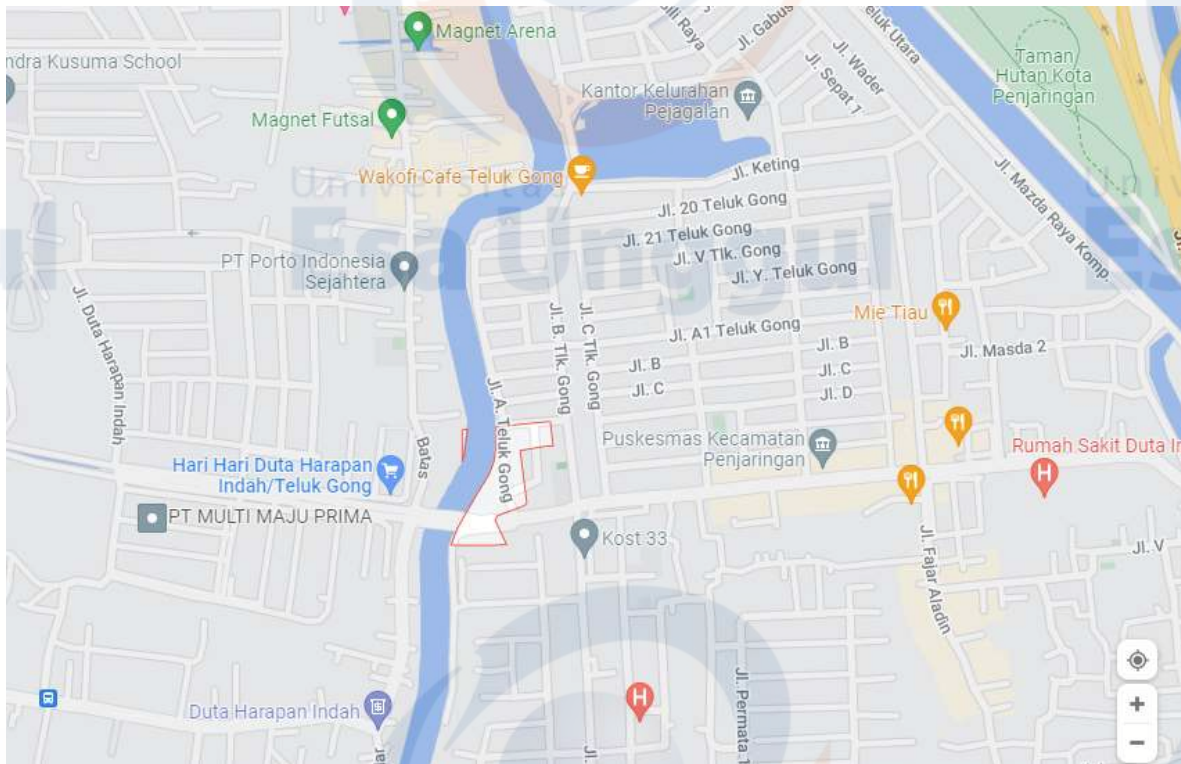 Magnet Arena
ndra Kusuma School
Magnet Futsal
Kantor Kelurahan
Pejagalan
Wakofi Cafe Teluk Gong
Jl. Gabus
Jl. Sepat 7
Jl. Wader
Teluk Utara
Taman
Hutan Kota
Penjaringan
Jl. Keting
Jl. Mazda Raya Komp.
Universitas
Esa Unggul
Jl. 20 Teluk Gong
Jl. 21 Teluk Gong
Jl. V Tlk. Gong
Jl. Y. Teluk Gong
PT Porto Indonesia
Sejahtera
Jl. Duta Harapan Indah
Mie Tiau
Jl. A1 Teluk Gong
Jl. B. Tlk. Gong
Jl. C Tlk. Gong
Jl. B
Jl. B
Jl. C
Jl. C
Jl. D
Jl. Masda 2
Jl. A. Teluk Gong
Batas
Puskesmas Kecamatan
Penjaringan
Rumah Sakit Duta In
H
Hari Hari Duta Harapan
Indah/Teluk Gong
PT MULTI MAJU PRIMA
Kost 33
Jl. V
Jl. Fajar Aladin
H
Jl. Permata 1
Duta Harapan Indah
Jl.
+
−